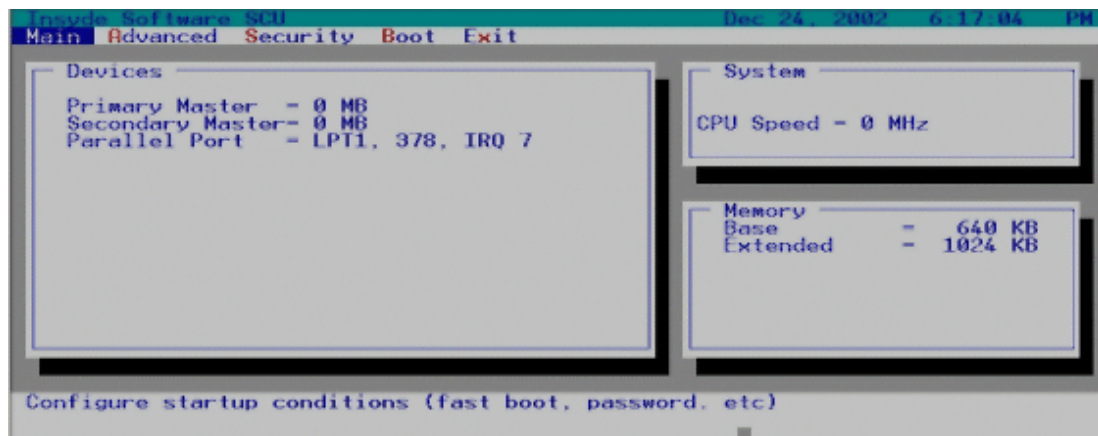 Insyde Software SCU Dec 24, 2002 6:17:04 PM
Main Advanced Security Boot Exit
Devices
Primary Master - 0 MB
Secondary Master- 0 MB
Parallel Port - LPT1, 378, IRQ 7
System
CPU Speed - 0 MHz
Memory
Base - 640 KB
Extended - 1024 KB
Configure startup conditions (fast boot, password, etc)